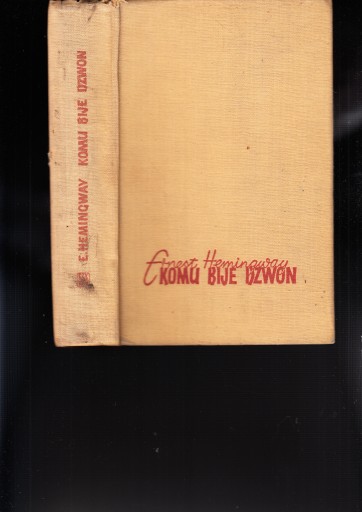 E. HEMINGWAY KOMU BIJE DZWON
Ernest Hemingway
KOMU BIJE DZWON